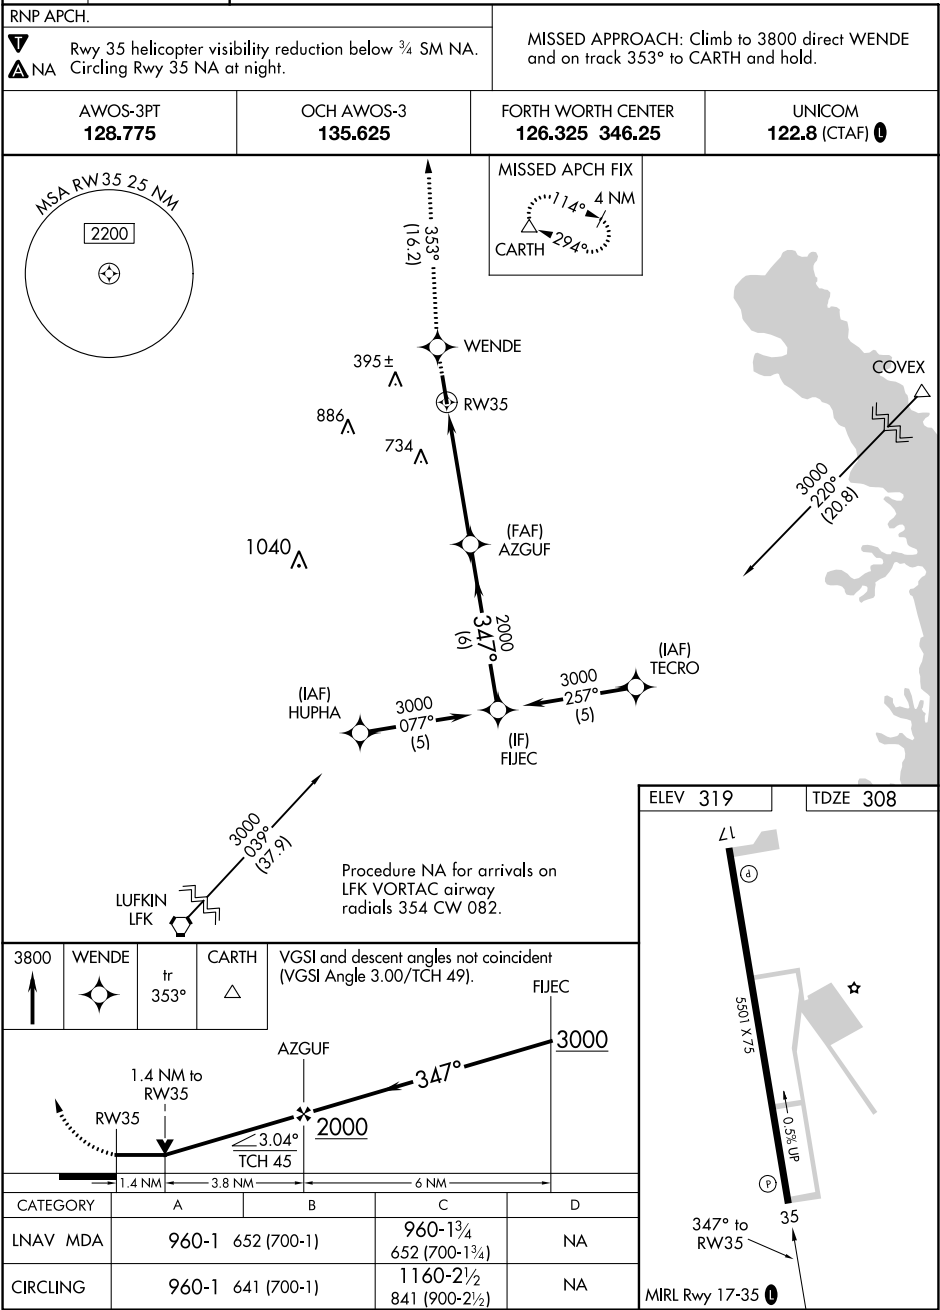 RNP APCH.
T
Rwy 35 helicopter visibility reduction below ¾ SM NA.
A NA
Circling Rwy 35 NA at night.
MISSED APPROACH: Climb to 3800 direct WENDE
and on track 353° to CARTH and hold.
AWOS-3PT
128.775
OCH AWOS-3
135.625
FORTH WORTH CENTER
126.325 346.25
UNICOM
122.8 (CTAF) L
MSA RW35 25 NM
2200
353°
(16.2)
MISSED APCH FIX
114°
4 NM
CARTH
294°
WENDE
395±
RW35
886
734
COVEX
3000
220°
(20.8)
1040
(FAF)
AZGUF
2000
347°
(6)
(IAF)
TECRO
3000
257°
(5)
(IAF)
HUPHA
3000
077°
(5)
(IF)
FIJEC
3000
039°
(37.9)
LUFKIN
LFK
Procedure NA for arrivals on
LFK VORTAC airway
radials 354 CW 082.
ELEV 319
TDZE 308
17
P
5501 X 75
0.5% UP
P
35
347° to
RW35
MIRL Rwy 17-35 L
3800
WENDE
tr
353°
CARTH
VGSI and descent angles not coincident
(VGSI Angle 3.00/TCH 49).
FIJEC
3000
AZGUF
347°
1.4 NM to
RW35
RW35
2000
3.04°
TCH 45
1.4 NM
3.8 NM
6 NM
CATEGORY A B C D
LNAV MDA 960-1 652 (700-1) 960-1¾ NA
652 (700-1¾)
CIRCLING 960-1 641 (700-1) 1160-2½ NA
841 (900-2½)